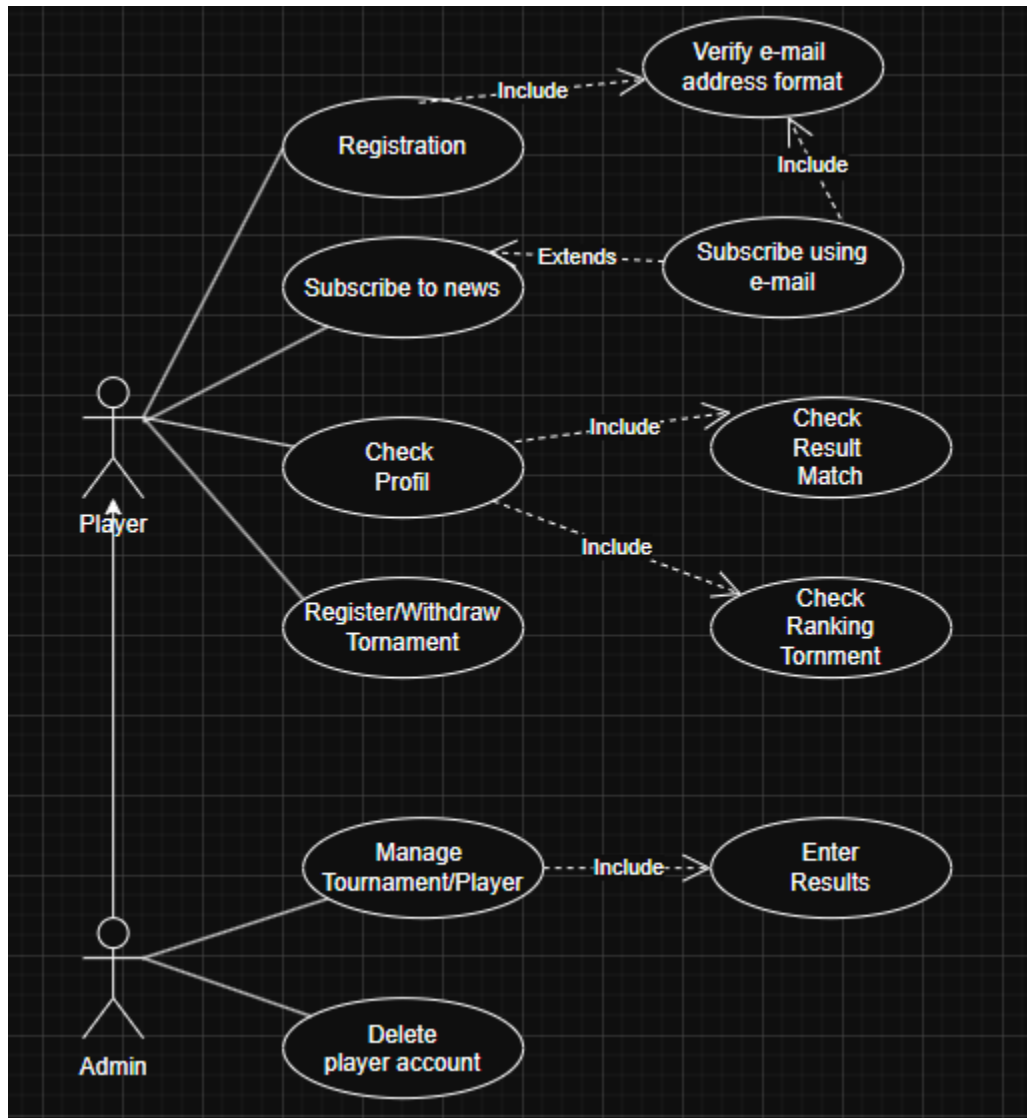 Verify e-mail
address format
Include
Registration
Include
Subscribe to news
Extends
Subscribe using
e-mail
Player
Check
Profil
Include
Check
Result
Match
Include
Register/Withdraw
Tornament
Check
Ranking
Tornment
Manage
Tournament/Player
Include
Enter
Results
Admin
Delete
player account